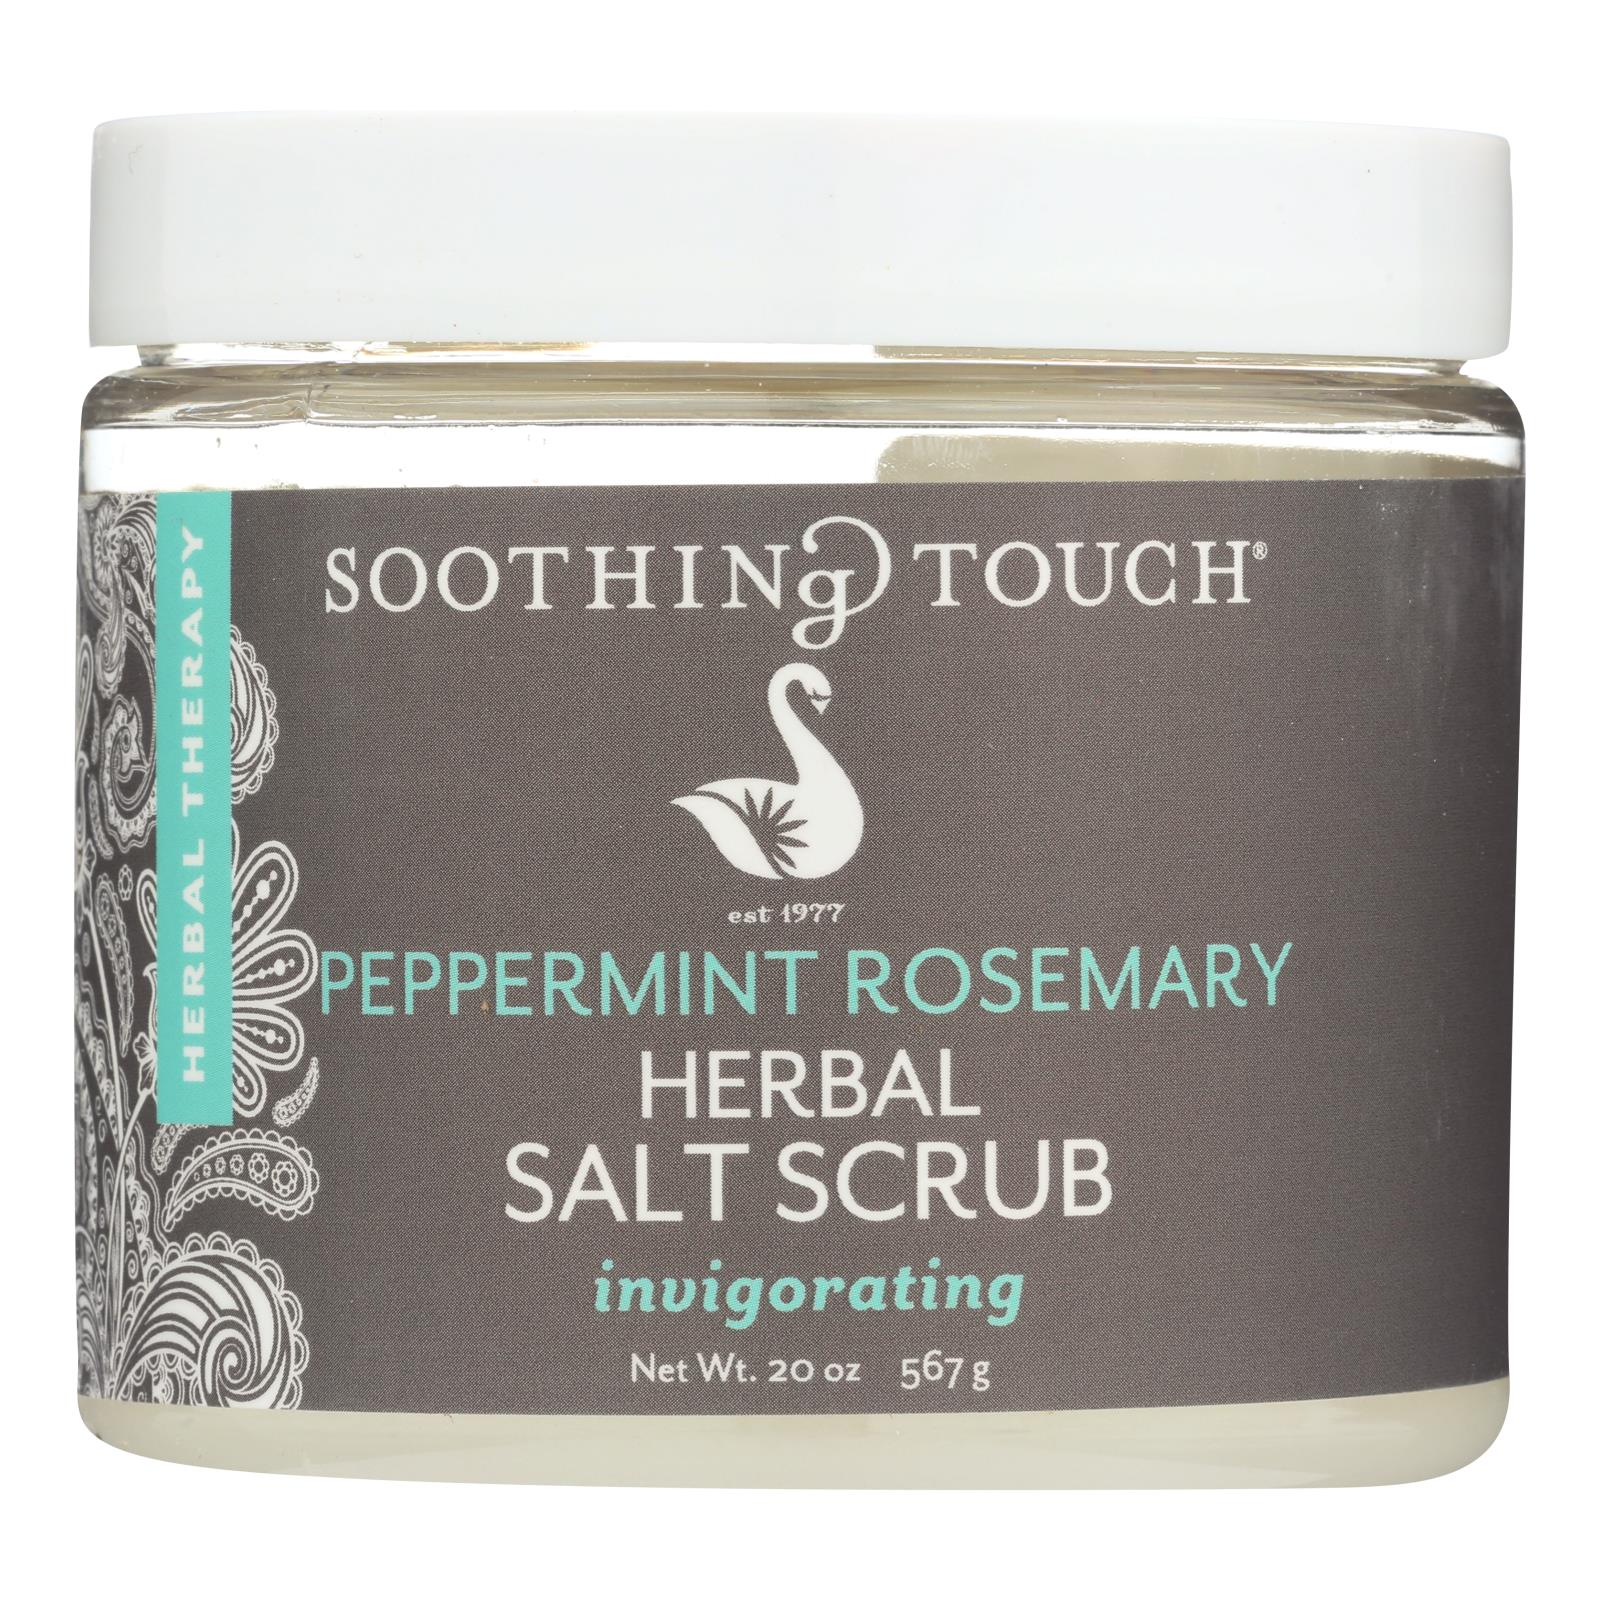 SOOTHINg TOUCH®
HERBAL THERAPY
est 1977
PEPPERMINT ROSEMARY
HERBAL
SALT SCRUB
invigorating
Net Wt. 20 oz 567 g